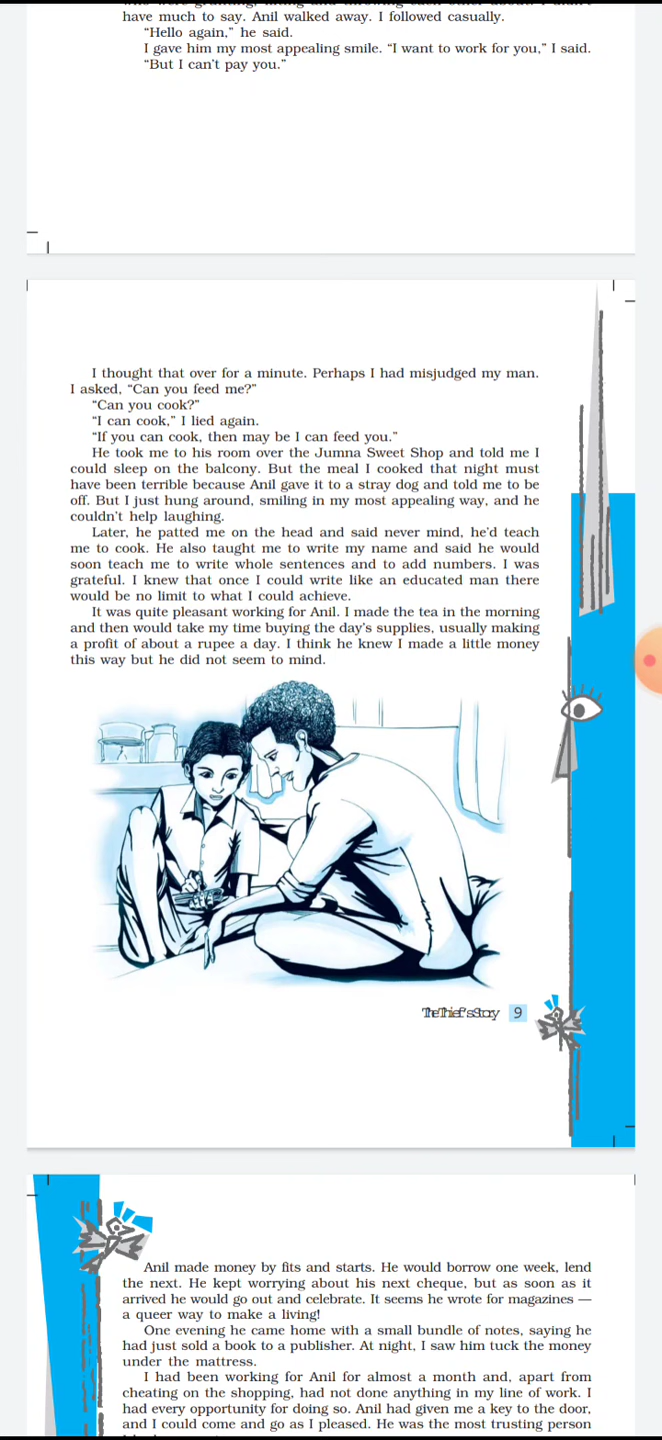 have much to say. Anil walked away. I followed casually.
“Hello again,” he said.
I gave him my most appealing smile. “I want to work for you,” I said.
“But I can't pay you.”
I thought that over for a minute. Perhaps I had misjudged my man.
I asked, “Can you feed me?”
“Can you cook?”
“I can cook,” I lied again.
“If you can cook, then may be I can feed you.”
He took me to his room over the Jumna Sweet Shop and told me I
could sleep on the balcony. But the meal I cooked that night must
have been terrible because Anil gave it to a stray dog and told me to be
off. But I just hung around, smiling in my most appealing way, and he
couldn't help laughing.
Later, he patted me on the head and said never mind, he'd teach
me to cook. He also taught me to write my name and said he would
soon teach me to write whole sentences and to add numbers. I was
grateful. I knew that once I could write like an educated man there
would be no limit to what I could achieve.
It was quite pleasant working for Anil. I made the tea in the morning
and then would take my time buying the day's supplies, usually making
a profit of about a rupee a day. I think he knew I made a little money
this way but he did not seem to mind.
The Thief's Story 9
Anil made money by fits and starts. He would borrow one week, lend
the next. He kept worrying about his next cheque, but as soon as it
arrived he would go out and celebrate. It seems he wrote for magazines —
a queer way to make a living!
One evening he came home with a small bundle of notes, saying he
had just sold a book to a publisher. At night, I saw him tuck the money
under the mattress.
I had been working for Anil for almost a month and, apart from
cheating on the shopping, had not done anything in my line of work. I
had every opportunity for doing so. Anil had given me a key to the door,
and I could come and go as I pleased. He was the most trusting person